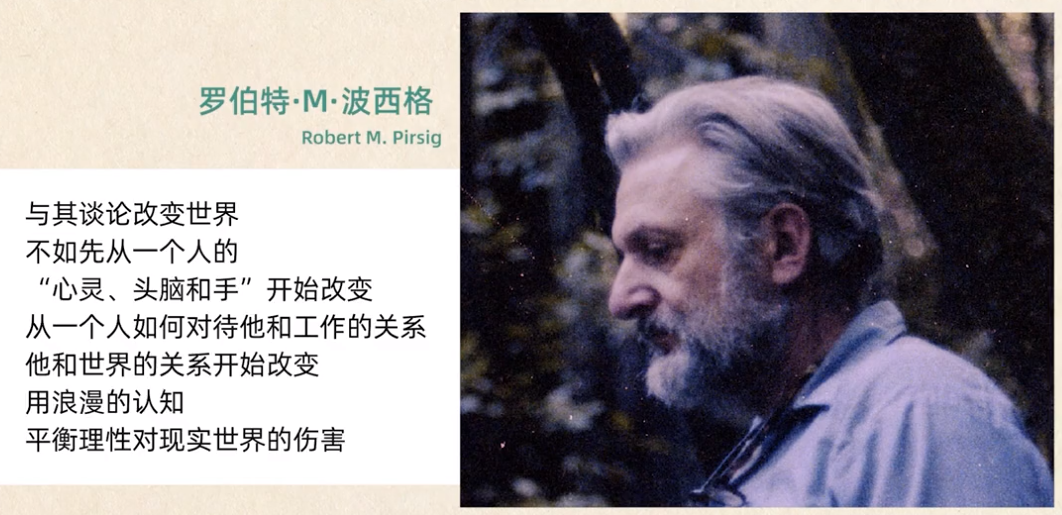 罗伯特·M·波西格
Robert M. Pirsig
与其谈论改变世界
不如先从一个人的
“心灵、头脑和手”开始改变
从一个人如何对待他和工作的关系
他和世界的关系开始改变
用浪漫的认知
平衡理性对现实世界的伤害